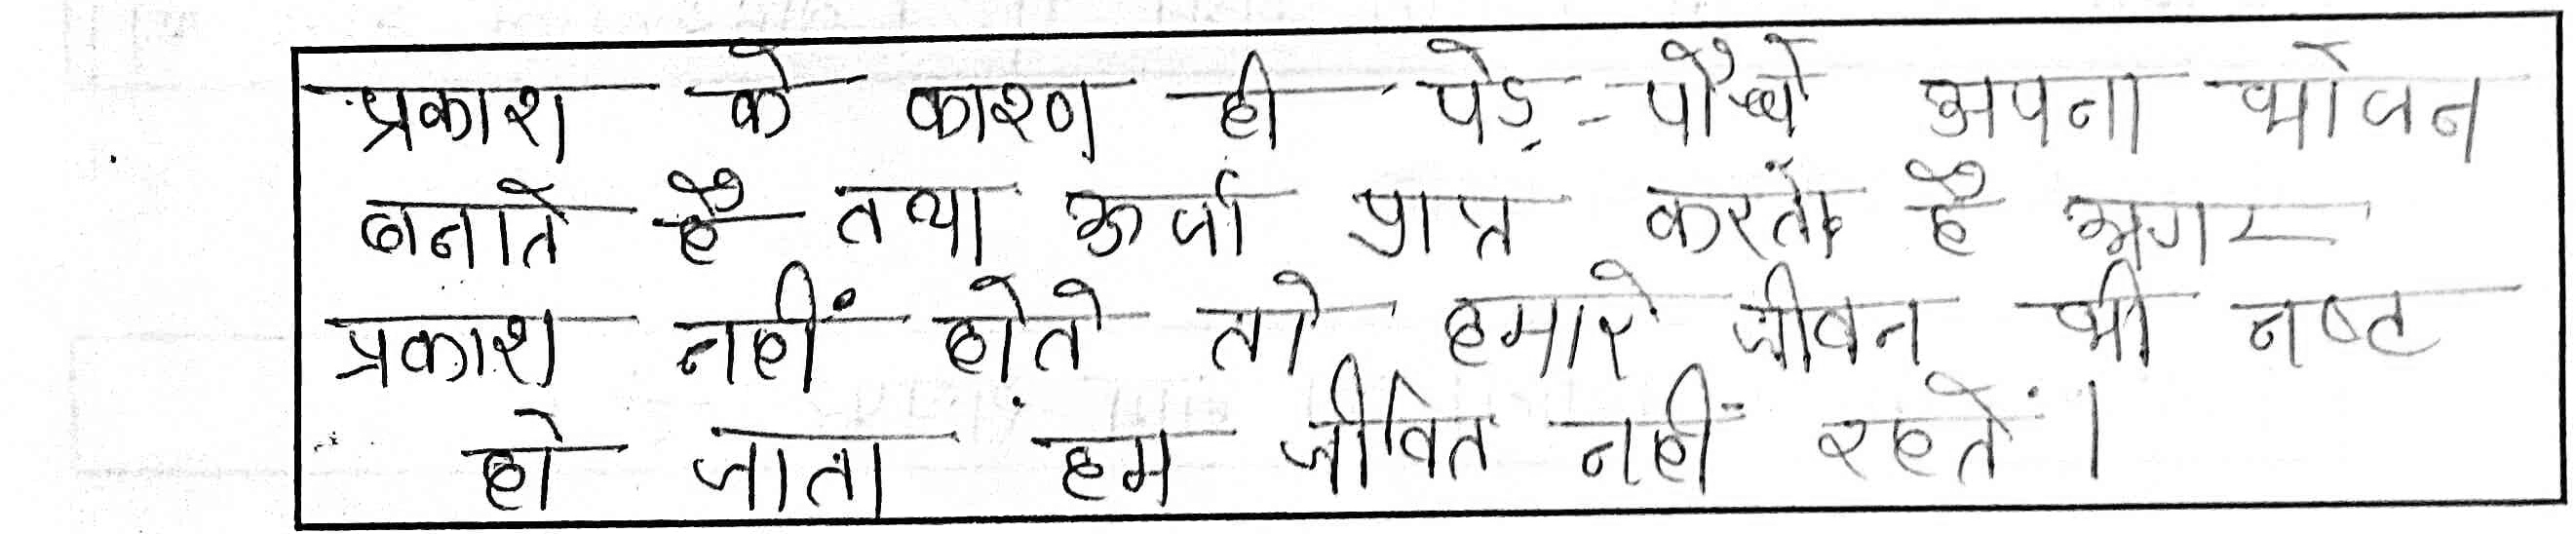 प्रकाश के कारण ही पेड़-पौधे अपना भोजन
बनाते हैं तथा ऊर्जा प्राप्त करते है अगर
प्रकाश नहीं होते तो हमारे जीवन भी नष्ट
हो जाता हम जीवित नहीं रहतें।